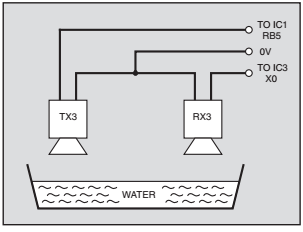 TO IC1
RB5
0V
TO IC3
X0
TX3
RX3
WATER